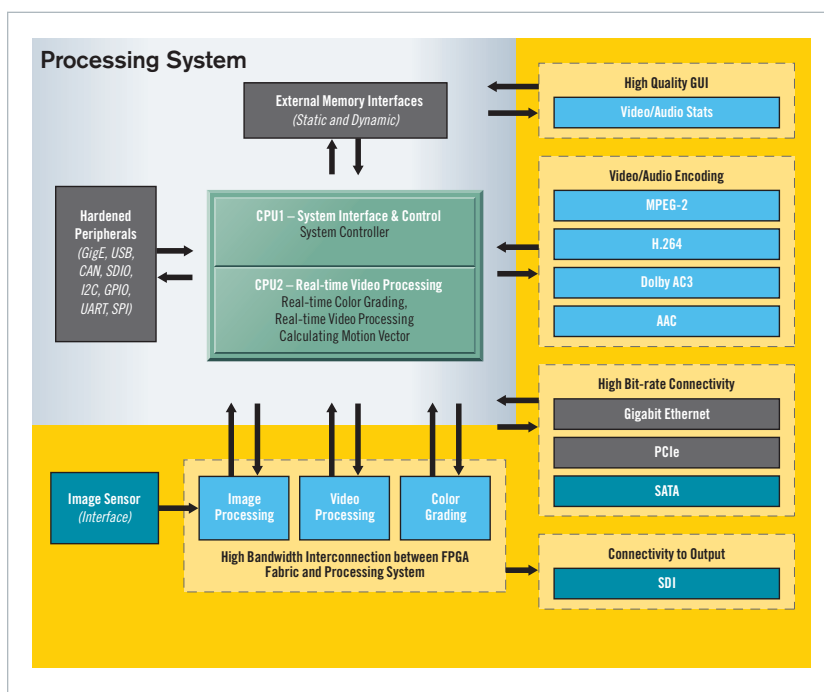 Processing System
External Memory Interfaces
(Static and Dynamic)
High Quality GUI
Video/Audio Stats
Hardened
Peripherals
(GigE, USB,
CAN, SDIO,
I2C, GPIO,
UART, SPI)
CPU1 – System Interface & Control
System Controller
CPU2 – Real-time Video Processing
Real-time Color Grading,
Real-time Video Processing
Calculating Motion Vector
Video/Audio Encoding
MPEG-2
H.264
Dolby AC3
AAC
High Bit-rate Connectivity
Gigabit Ethernet
PCIe
SATA
Image Sensor
(Interface)
Image
Processing
Video
Processing
Color
Grading
High Bandwidth Interconnection between FPGA
Fabric and Processing System
Connectivity to Output
SDI